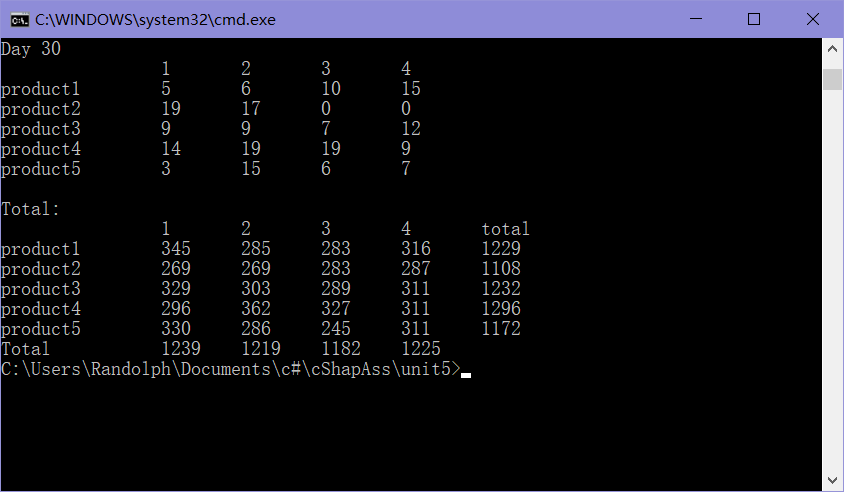 C:\WINDOWS\system32\cmd.exe
Day 30
1 2 3 4
product1 5 6 10 15
product2 19 17 0 0
product3 9 9 7 12
product4 14 19 19 9
product5 3 15 6 7
Total:
1 2 3 4 total
product1 345 285 283 316 1229
product2 269 269 283 287 1108
product3 329 303 289 311 1232
product4 296 362 327 311 1296
product5 330 286 245 311 1172
Total 1239 1219 1182 1225
C:\Users\Randolph\Documents\c#\cShapAss\unit5>